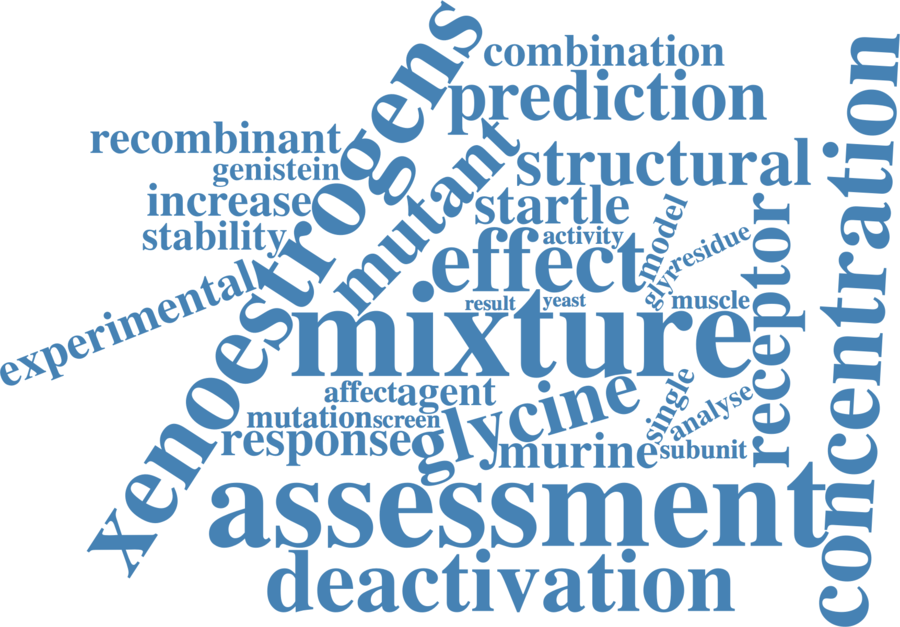 xenoestrogens
combination
prediction
concentration
recombinant
mutant
genistein
structural
increase
startle
model
receptor
stability
activity
residue
effect
experimental
glyr
result
yeast
muscle
mixture
affect
agent
single
analyse
glycine
mutation
screen
response
murine
subunit
assessment
deactivation